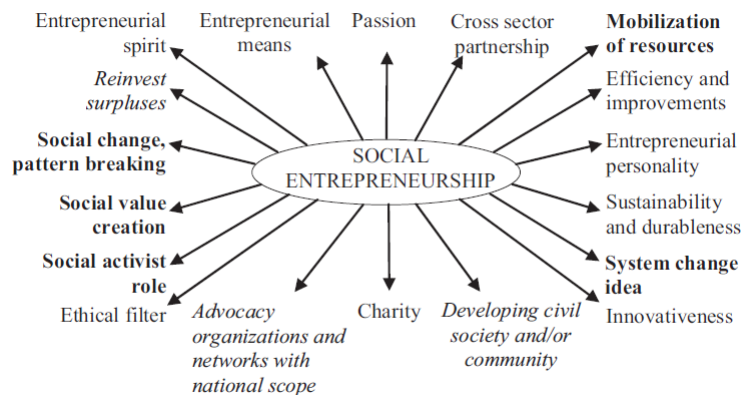 Entrepreneurial
spirit
Entrepreneurial
means
Passion
Cross sector
partnership
Mobilization
of resources
Reinvest
surpluses
Efficiency and
improvements
Social change,
pattern breaking
SOCIAL
ENTREPRENEURSHIP
Entrepreneurial
personality
Social value
creation
Sustainability
and durableness
Social activist
role
System change
idea
Ethical filter
Advocacy
organizations and
networks with
national scope
Charity
Developing civil
society and/or
community
Innovativeness